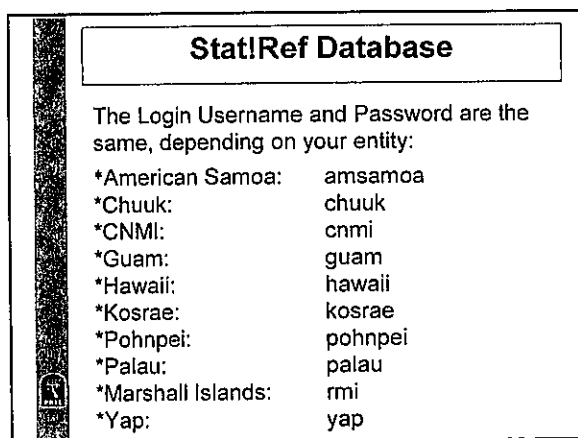 Stat!Ref Database
The Login Username and Password are the
same, depending on your entity:
*American Samoa: amsamoa
*Chuuk: chuuk
*CNMI: cnmi
*Guam: guam
*Hawaii: hawaii
*Kosrae: kosrae
*Pohnpei: pohnpei
*Palau: palau
*Marshall Islands: rmi
*Yap: yap